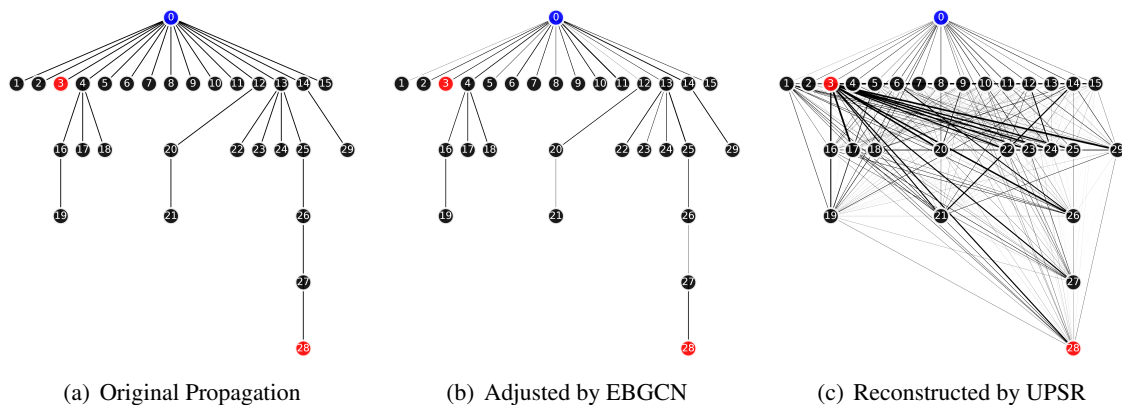 0 0 0
1 2 3 4 5 6 7 8 9 10 11 12 13 14 15 1 2 3 4 5 6 7 8 9 10 11 12 13 14 15 1 2 3 4 5 6 7 8 9 10 11 12 13 14 15
16 17 18 20 22 23 24 25 29 16 17 18 20 22 23 24 25 29 16 17 18 20 22 23 24 25 29
19 21 26 19 21 26 19 21 26
27 27 27
28 28 28
(a) Original Propagation (b) Adjusted by EBGCN (c) Reconstructed by UPSR